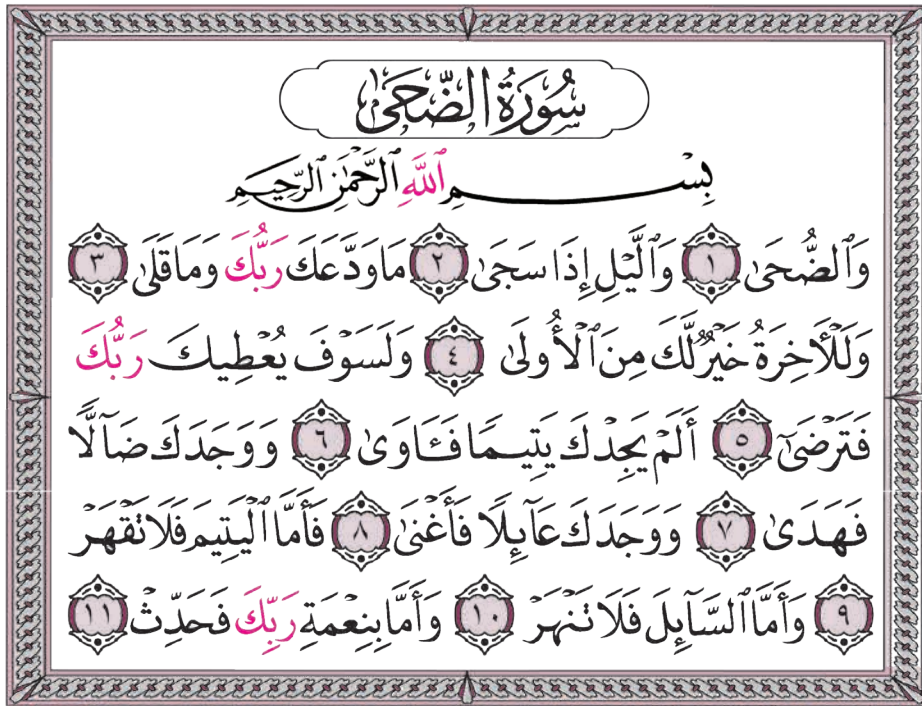 سُورَةُ الضُّحَىٰ
بِسْمِ ٱللَّهِ ٱلرَّحْمَٰنِ ٱلرَّحِيمِ
وَٱلضُّحَىٰ ١ وَٱلَّيْلِ إِذَا سَجَىٰ ٢ مَا وَدَّعَكَ رَبُّكَ وَمَا قَلَىٰ ٣
وَلَلْأٓخِرَةُ خَيْرٌ لَّكَ مِنَ ٱلْأُولَىٰ ٤ وَلَسَوْفَ يُعْطِيكَ رَبُّكَ
فَتَرْضَىٰٓ ٥ أَلَمْ يَجِدْكَ يَتِيمًا فَـَٔاوَىٰ ٦ وَوَجَدَكَ ضَآلًّا
فَهَدَىٰ ٧ وَوَجَدَكَ عَآئِلًا فَأَغْنَىٰ ٨ فَأَمَّا ٱلْيَتِيمَ فَلَا تَقْهَرْ
٩ وَأَمَّا ٱلسَّآئِلَ فَلَا تَنْهَرْ ١٠ وَأَمَّا بِنِعْمَةِ رَبِّكَ فَحَدِّثْ ١١